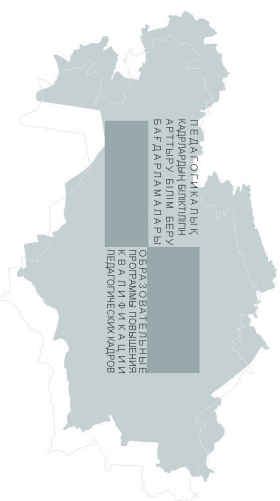 ПЕДАГОГИКАЛЫҚ
КАДРЛАРДЫҢ БІЛІКТІЛІГІН
АРТТЫРУ БІЛІМ БЕРУ
БАҒДАРЛАМАЛАРЫ
ОБРАЗОВАТЕЛЬНЫЕ
ПРОГРАММЫ ПОВЫШЕНИЯ
КВАЛИФИКАЦИИ
ПЕДАГОГИЧЕСКИХ КАДРОВ